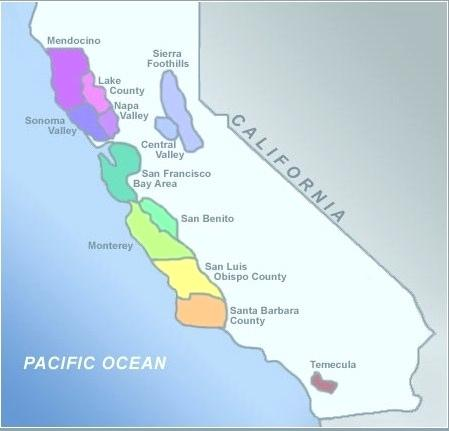 Mendocino
Sierra
Foothills
Lake
County
Napa
Valley
Sonoma
Valley
Central
Valley
CALIFORNIA
San Francisco
Bay Area
San Benito
Monterey
San Luis
Obispo County
Santa Barbara
County
PACIFIC OCEAN
Temecula